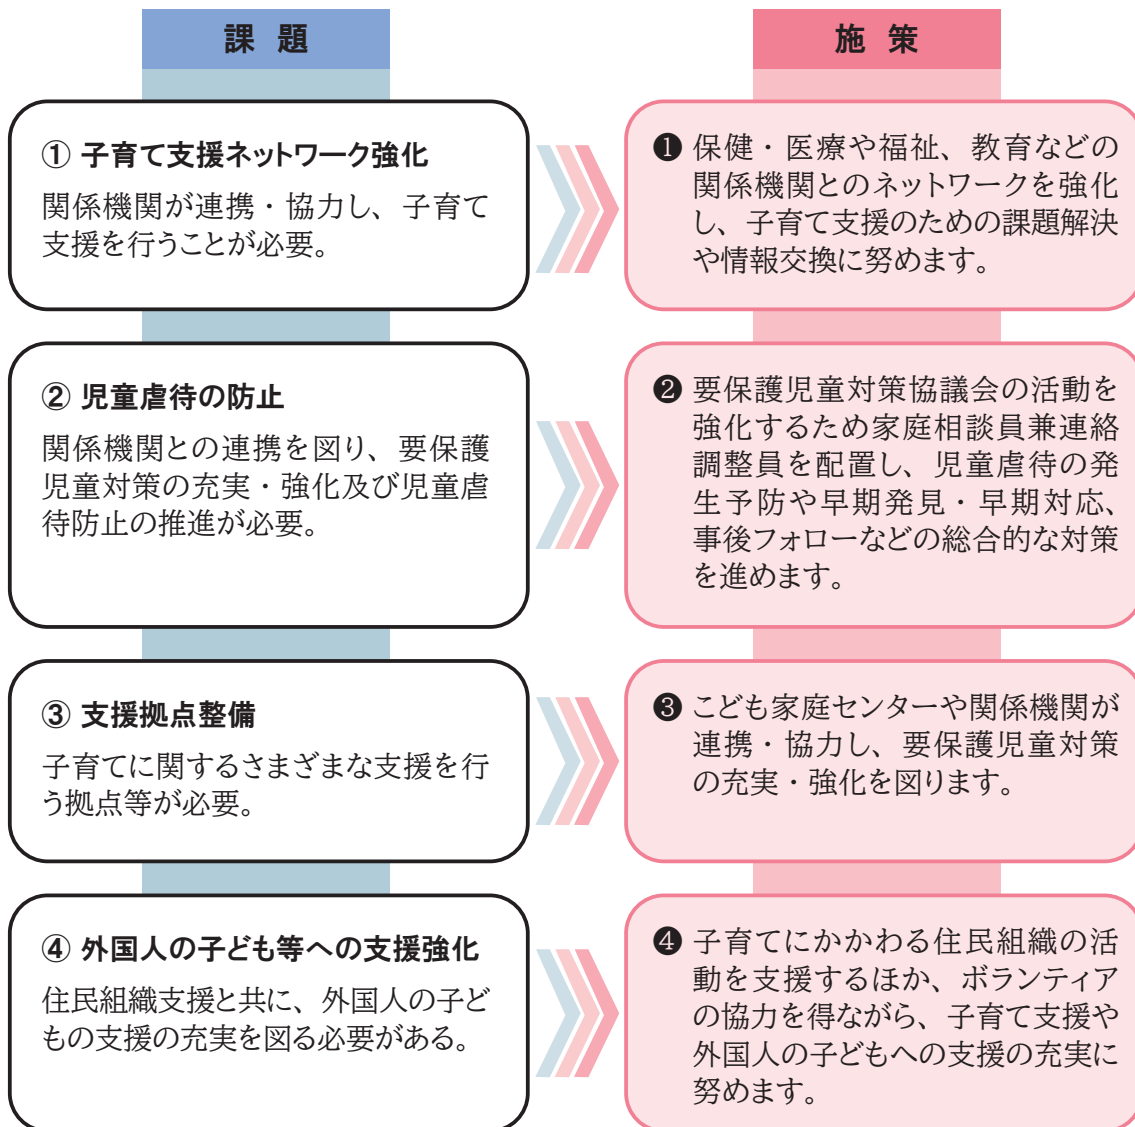 課題
施策
① 子育て支援ネットワーク強化
関係機関が連携・協力し、子育て
支援を行うことが必要。
❶ 保健・医療や福祉、教育などの
関係機関とのネットワークを強化
し、子育て支援のための課題解決
や情報交換に努めます。
② 児童虐待の防止
関係機関との連携を図り、要保護
児童対策の充実・強化及び児童虐
待防止の推進が必要。
❷ 要保護児童対策協議会の活動を
強化するため家庭相談員兼連絡
調整員を配置し、児童虐待の発
生予防や早期発見・早期対応、
事後フォローなどの総合的な対策
を進めます。
③ 支援拠点整備
子育てに関するさまざまな支援を行
う拠点等が必要。
❸ こども家庭センターや関係機関が
連携・協力し、要保護児童対策
の充実・強化を図ります。
④ 外国人の子ども等への支援強化
住民組織支援と共に、外国人の子ど
もの支援の充実を図る必要がある。
❹ 子育てにかかわる住民組織の活
動を支援するほか、ボランティア
の協力を得ながら、子育て支援や
外国人の子どもへの支援の充実に
努めます。